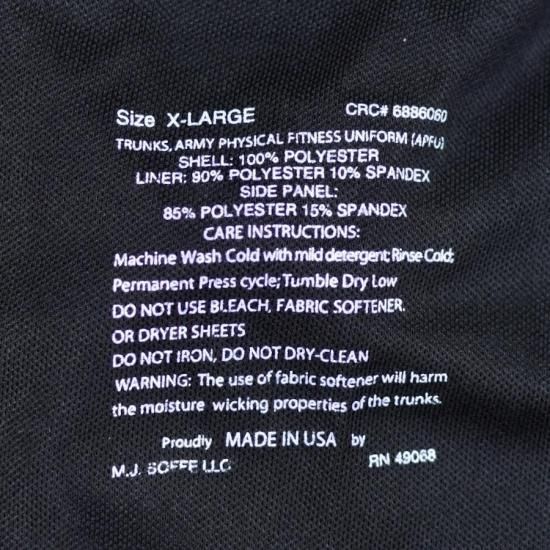 Size X-LARGE CRC# 6886060
TRUNKS, ARMY PHYSICAL FITNESS UNIFORM (APFU)
SHELL: 100% POLYESTER
LINER: 90% POLYESTER 10% SPANDEX
SIDE PANEL:
85% POLYESTER 15% SPANDEX
CARE INSTRUCTIONS:
Machine Wash Cold with mild detergent; Rinse Cold;
Permanent Press cycle; Tumble Dry Low
DO NOT USE BLEACH, FABRIC SOFTENER.
OR DRYER SHEETS
DO NOT IRON, DO NOT DRY-CLEAN
WARNING: The use of fabric softener will harm
the moisture wicking properties of the trunks.
Proudly MADE IN USA by
M.J. SOFFE LLC RN 49068